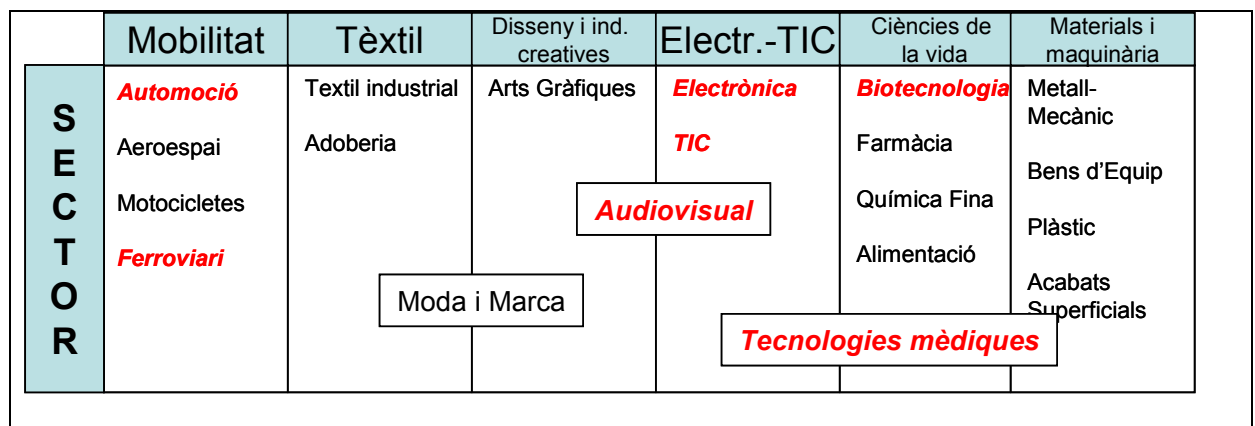 Mobilitat
Tèxtil
Disseny i ind.
creatives
Electr.-TIC
Ciències de
la vida
Materials i
maquinària
SECTOR
Automoció
Aeroespai
Motocicletes
Ferroviari
Textil industrial
Adoberia
Moda i Marca
Arts Gràfiques
Audiovisual
Electrònica
TIC
Biotecnologia
Farmàcia
Química Fina
Alimentació
Tecnologies mèdiques
Metall-
Mecànic
Bens d'Equip
Plàstic
Acabats
Superficials